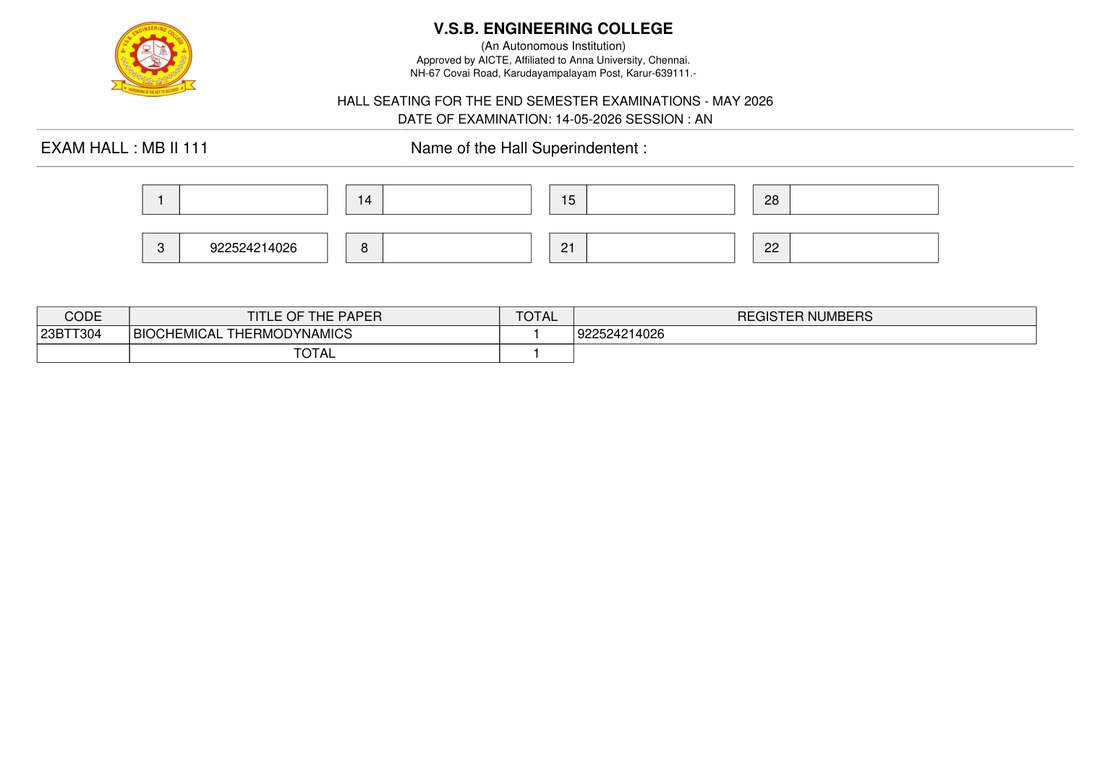 V.S.B. ENGINEERING COLLEGE
(An Autonomous Institution)
Approved by AICTE, Affiliated to Anna University, Chennai.
NH-67 Covai Road, Karudayampalayam Post, Karur-639111.-
HALL SEATING FOR THE END SEMESTER EXAMINATIONS - MAY 2026
DATE OF EXAMINATION: 14-05-2026 SESSION : AN
EXAM HALL : MB II 111 Name of the Hall Superindentent :
1 14 15 28
3 922524214026 8 21 22
CODE TITLE OF THE PAPER TOTAL REGISTER NUMBERS
23BTT304 BIOCHEMICAL THERMODYNAMICS 1 922524214026
TOTAL 1